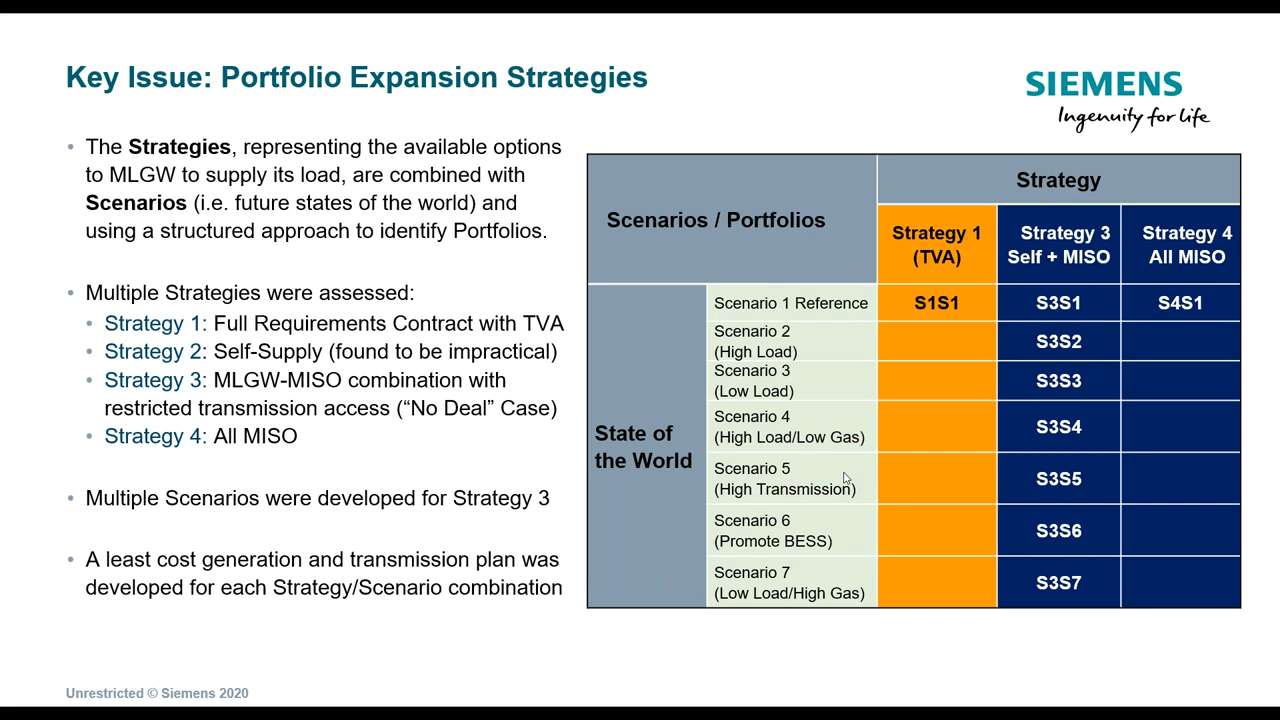 Key Issue: Portfolio Expansion Strategies
SIEMENS
Ingenuity for life
• The Strategies, representing the available options
to MLGW to supply its load, are combined with
Scenarios (i.e. future states of the world) and
using a structured approach to identify Portfolios.
• Multiple Strategies were assessed:
• Strategy 1: Full Requirements Contract with TVA
• Strategy 2: Self-Supply (found to be impractical)
• Strategy 3: MLGW-MISO combination with
restricted transmission access (“No Deal” Case)
• Strategy 4: All MISO
• Multiple Scenarios were developed for Strategy 3
• A least cost generation and transmission plan was
developed for each Strategy/Scenario combination
Scenarios / Portfolios
Strategy
Strategy 1
(TVA)
Strategy 3
Self + MISO
Strategy 4
All MISO
State of
the World
Scenario 1 Reference
S1S1
S3S1
S4S1
Scenario 2
(High Load)
S3S2
Scenario 3
(Low Load)
S3S3
Scenario 4
(High Load/Low Gas)
S3S4
Scenario 5
(High Transmission)
S3S5
Scenario 6
(Promote BESS)
S3S6
Scenario 7
(Low Load/High Gas)
S3S7
Unrestricted © Siemens 2020